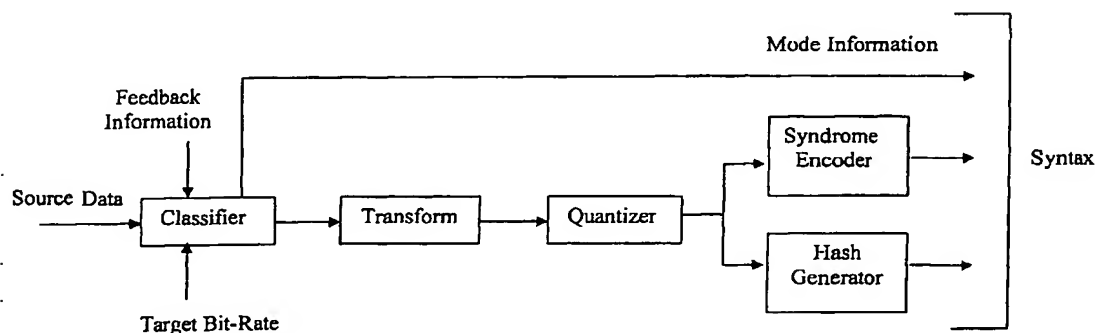 Mode Information
Feedback
Information
Syndrome
Encoder
Syntax
Source Data
Classifier
Transform
Quantizer
Hash
Generator
Target Bit-Rate